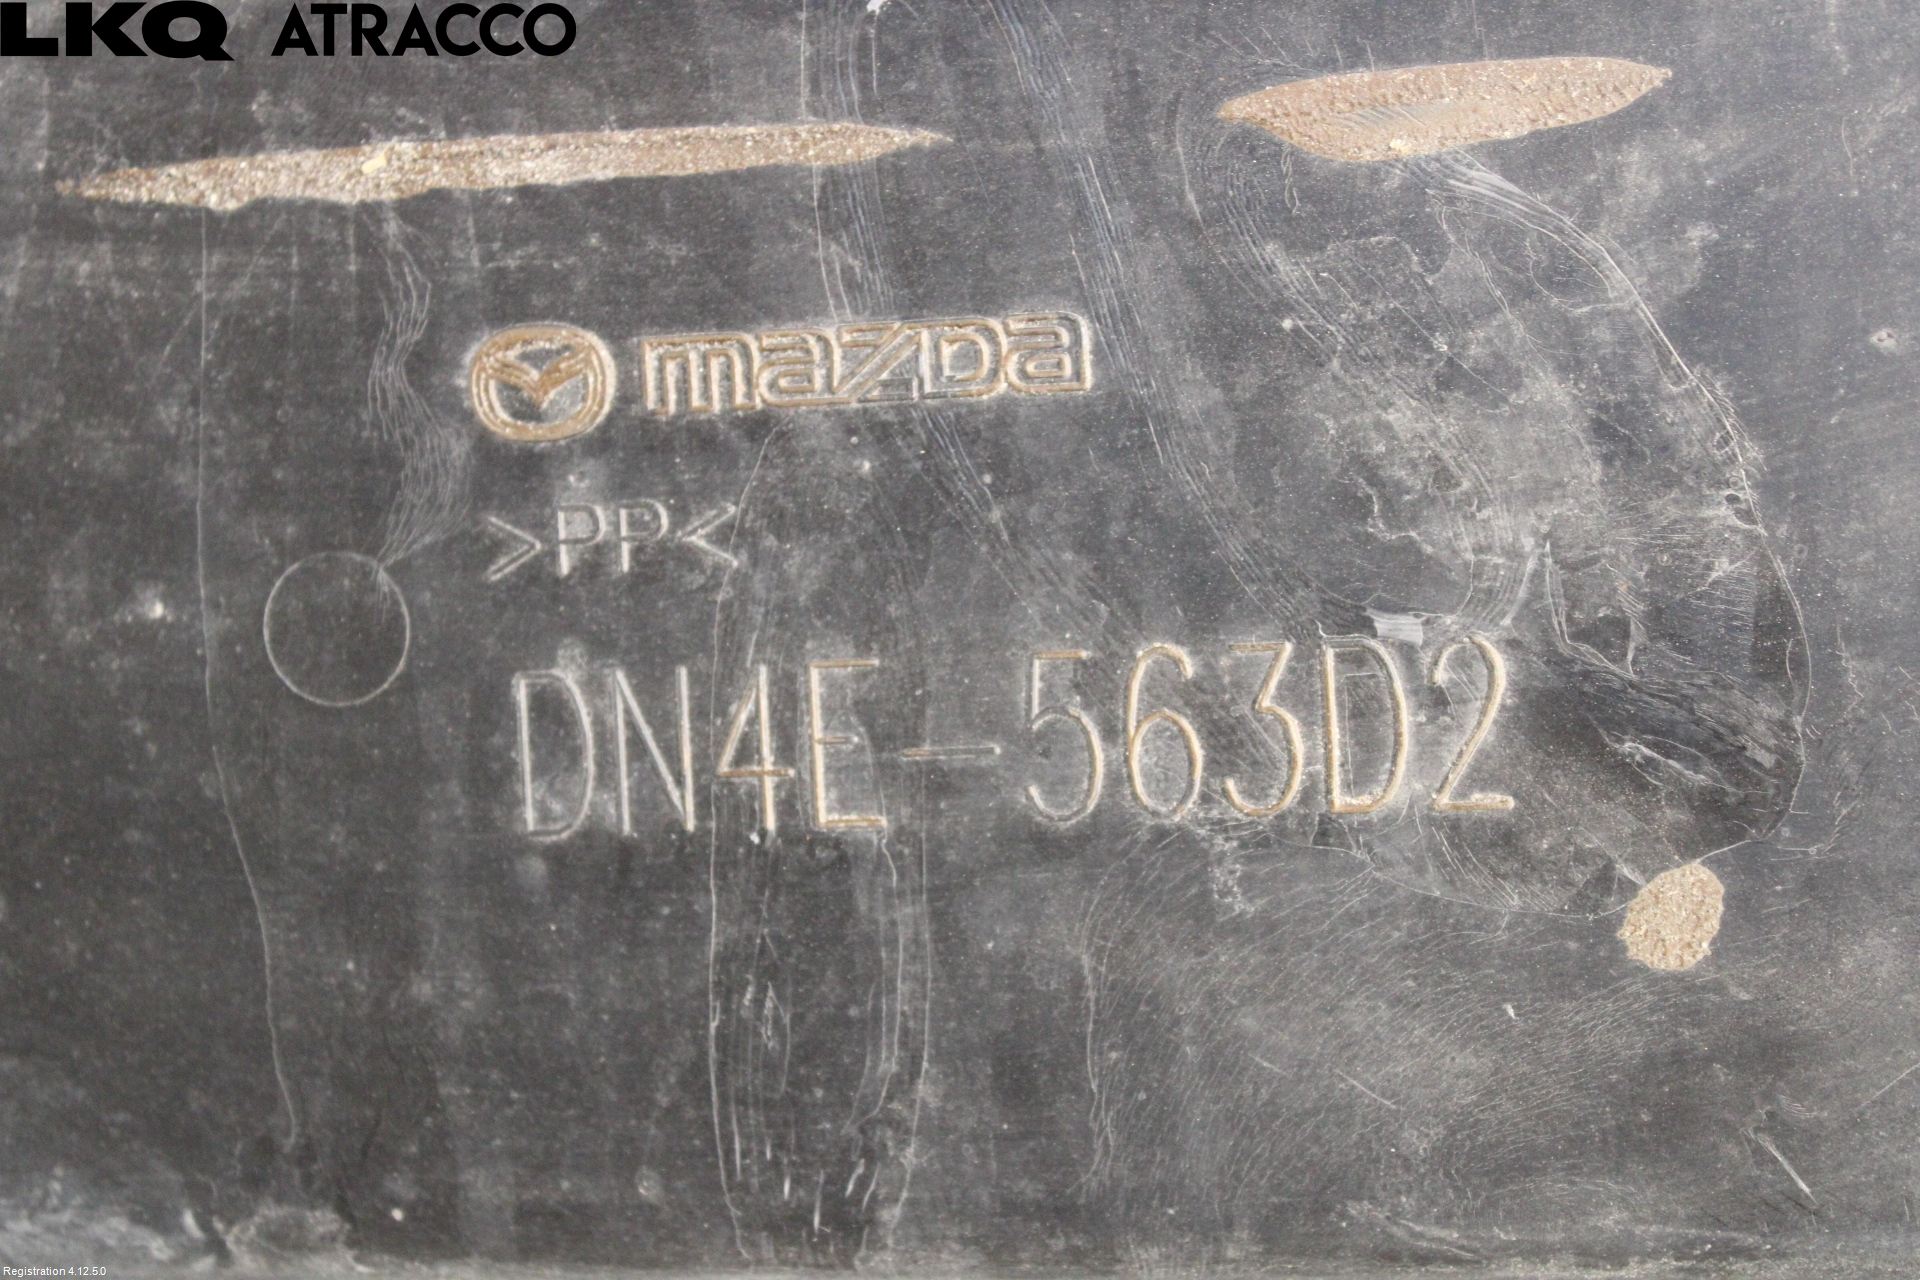 LKQ ATRACCO
mazda
>PP<
DN4E-563D2
Registration 4.12.5.0